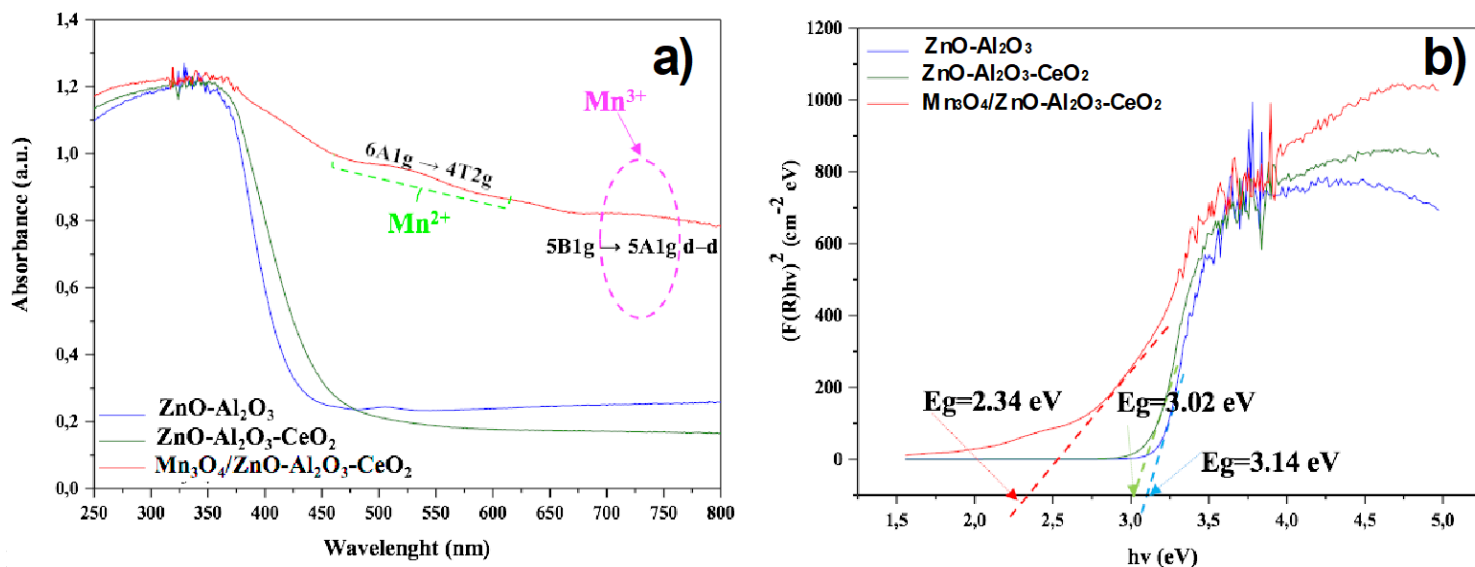 a)
1,4
1,2
1,0
0,8
0,6
0,4
0,2
0,0
Absorbance (a.u.)
250 300 350 400 450 500 550 600 650 700 750 800
Wavelenght (nm)
Mn³⁺
6A1g → 4T2g
Mn²⁺
5B1g → 5A1g d–d
ZnO-Al₂O₃
ZnO-Al₂O₃-CeO₂
Mn₃O₄/ZnO-Al₂O₃-CeO₂
b)
ZnO-Al₂O₃
ZnO-Al₂O₃-CeO₂
Mn₃O₄/ZnO-Al₂O₃-CeO₂
1200
1000
800
600
400
200
0
(F(R)hν)² (cm⁻² eV)
Eg=2.34 eV
Eg=3.02 eV
Eg=3.14 eV
1,5 2,0 2,5 3,0 3,5 4,0 4,5 5,0
hν (eV)